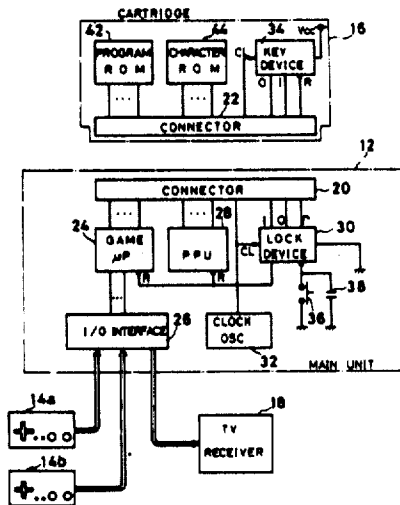 CARTRIDGE
42
44
34
Vcc
16
PROGRAM
ROM
CHARACTER
ROM
CL
KEY
DEVICE
O I R
22
CONNECTOR
12
CONNECTOR
20
24
28
I O r
30
GAME
μP
PPU
LOCK
DEVICE
CL
R
R
38
36
I/O INTERFACE
26
CLOCK
OSC
32
MAIN UNIT
14a
18
TV
RECEIVER
14b